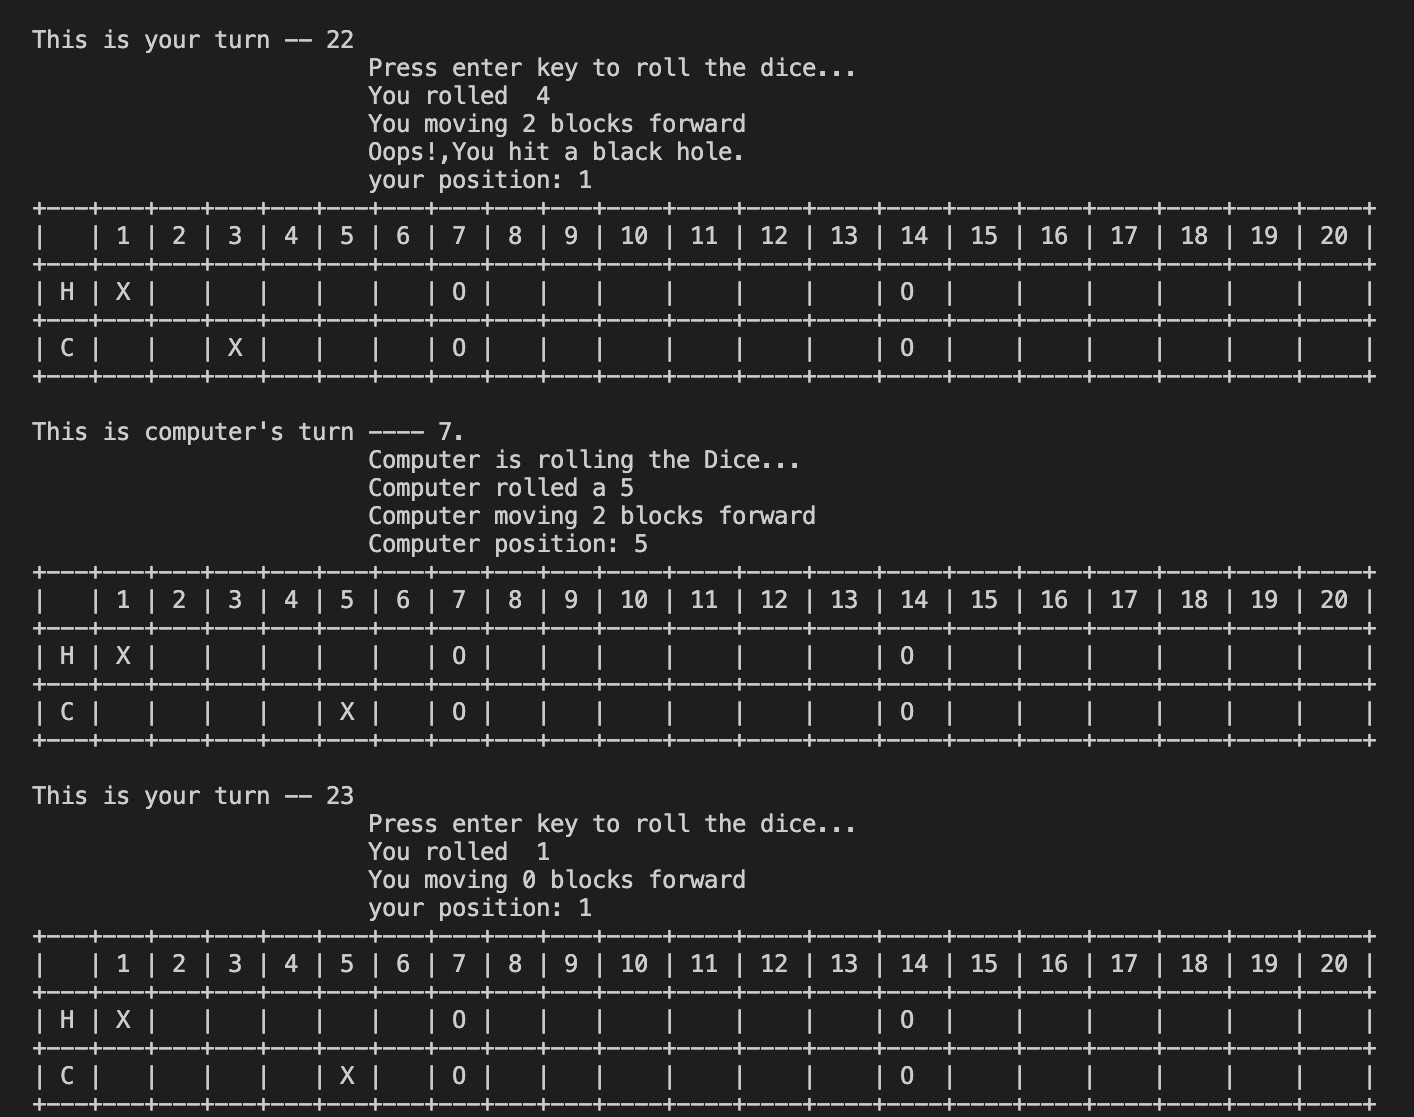 This is your turn -- 22
Press enter key to roll the dice...
You rolled  4
You moving 2 blocks forward
Oops!,You hit a black hole.
your position: 1
+---+---+---+---+---+---+---+---+---+---+----+----+----+----+----+----+----+----+----+----+----+
|   | 1 | 2 | 3 | 4 | 5 | 6 | 7 | 8 | 9 | 10 | 11 | 12 | 13 | 14 | 15 | 16 | 17 | 18 | 19 | 20 |
+---+---+---+---+---+---+---+---+---+---+----+----+----+----+----+----+----+----+----+----+----+
| H | X |   |   |   |   |   | O |   |   |    |    |    |    | O  |    |    |    |    |    |    |
+---+---+---+---+---+---+---+---+---+---+----+----+----+----+----+----+----+----+----+----+----+
| C |   |   | X |   |   |   | O |   |   |    |    |    |    | O  |    |    |    |    |    |    |
+---+---+---+---+---+---+---+---+---+---+----+----+----+----+----+----+----+----+----+----+----+
This is computer's turn ---- 7.
Computer is rolling the Dice...
Computer rolled a 5
Computer moving 2 blocks forward
Computer position: 5
+---+---+---+---+---+---+---+---+---+---+----+----+----+----+----+----+----+----+----+----+----+
|   | 1 | 2 | 3 | 4 | 5 | 6 | 7 | 8 | 9 | 10 | 11 | 12 | 13 | 14 | 15 | 16 | 17 | 18 | 19 | 20 |
+---+---+---+---+---+---+---+---+---+---+----+----+----+----+----+----+----+----+----+----+----+
| H | X |   |   |   |   |   | O |   |   |    |    |    |    | O  |    |    |    |    |    |    |
+---+---+---+---+---+---+---+---+---+---+----+----+----+----+----+----+----+----+----+----+----+
| C |   |   |   |   | X |   | O |   |   |    |    |    |    | O  |    |    |    |    |    |    |
+---+---+---+---+---+---+---+---+---+---+----+----+----+----+----+----+----+----+----+----+----+
This is your turn -- 23
Press enter key to roll the dice...
You rolled  1
You moving 0 blocks forward
your position: 1
+---+---+---+---+---+---+---+---+---+---+----+----+----+----+----+----+----+----+----+----+----+
|   | 1 | 2 | 3 | 4 | 5 | 6 | 7 | 8 | 9 | 10 | 11 | 12 | 13 | 14 | 15 | 16 | 17 | 18 | 19 | 20 |
+---+---+---+---+---+---+---+---+---+---+----+----+----+----+----+----+----+----+----+----+----+
| H | X |   |   |   |   |   | O |   |   |    |    |    |    | O  |    |    |    |    |    |    |
+---+---+---+---+---+---+---+---+---+---+----+----+----+----+----+----+----+----+----+----+----+
| C |   |   |   |   | X |   | O |   |   |    |    |    |    | O  |    |    |    |    |    |    |
+---+---+---+---+---+---+---+---+---+---+----+----+----+----+----+----+----+----+----+----+----+